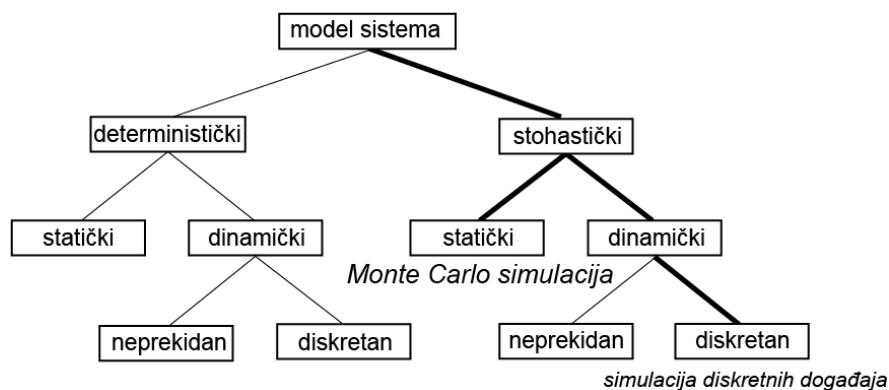 model sistema
deterministički
stohastički
statički
dinamički
statički
dinamički
Monte Carlo simulacija
neprekidan
diskretan
neprekidan
diskretan
simulacija diskretnih događaja